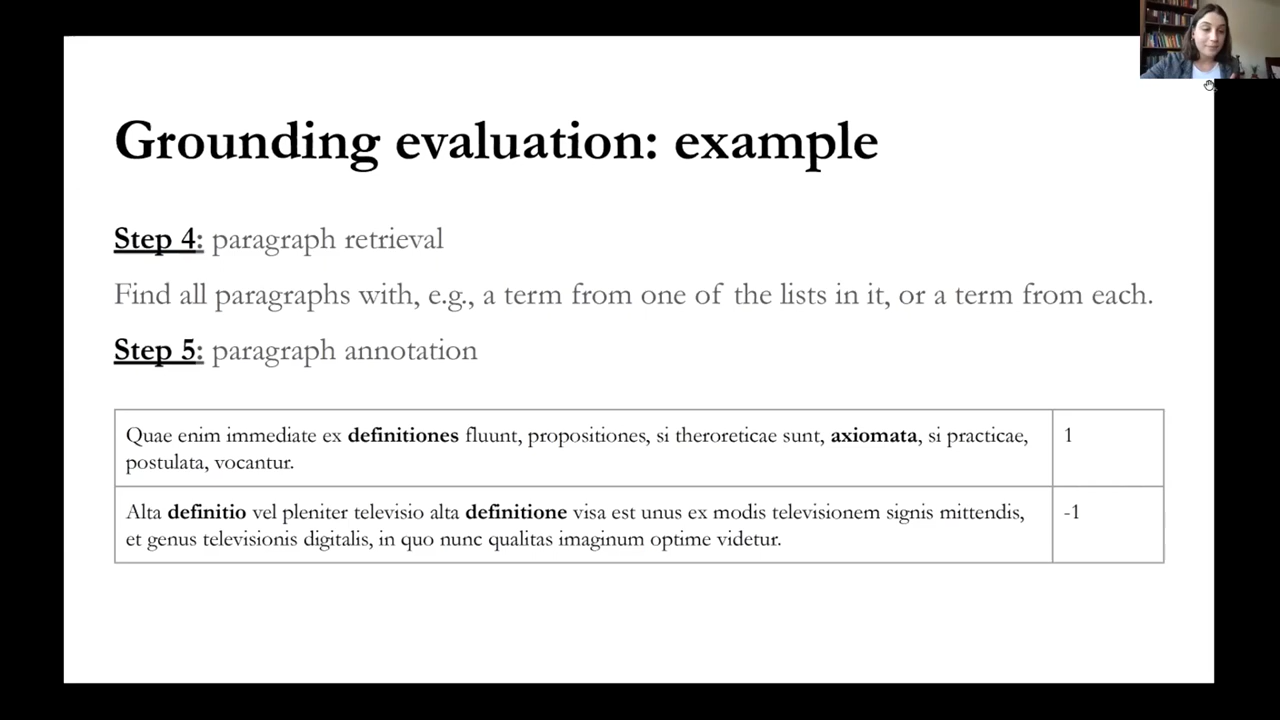 Grounding evaluation: example
Step 4: paragraph retrieval
Find all paragraphs with, e.g., a term from one of the lists in it, or a term from each.
Step 5: paragraph annotation
Quae enim immediate ex definitiones fluunt, propositiones, si theroreticae sunt, axiomata, si practicae,
postulata, vocantur.
1
Alta definitio vel pleniter televisio alta definitione visa est unus ex modis televisionem signis mittendis,
et genus televisionis digitalis, in quo nunc qualitas imaginum optime videtur.
-1